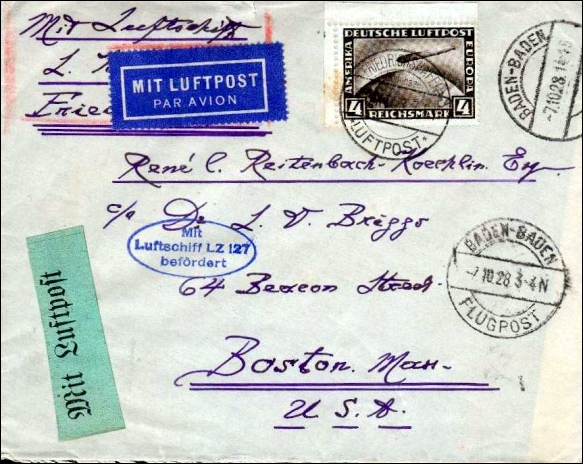 Mit Luftschiff
L.
MIT LUFTPOST
PAR AVION
DEUTSCHE LUFTPOST
AMERIKA
EUROPA
4
4
REICHSMARK
LUFTPOST
BADEN-BADEN
7.10.28
René C. Reitenbach-Koechlin. Esq.
c/o Dr. L. V. Briggs
Mit
Luftschiff LZ 127
befördert
BADEN-BADEN
-7.10.28 3-4N
FLUGPOST
64 Beacon Street-
Mit Luftpost
Boston. Mass-
U. S. A.